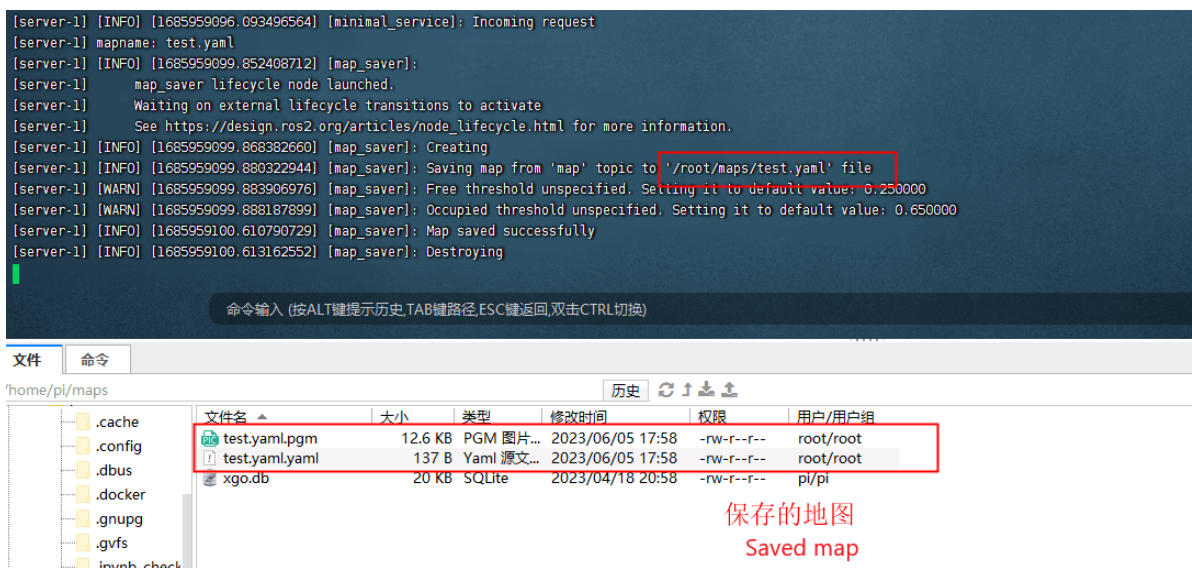 [server-1] [INFO] [1685959096.093496564] [minimal_service]: Incoming request
[server-1] mapname: test.yaml
[server-1] [INFO] [1685959099.852408712] [map_saver]:
[server-1] map_saver lifecycle node launched.
[server-1] Waiting on external lifecycle transitions to activate
[server-1] See https://design.ros2.org/articles/node_lifecycle.html for more information.
[server-1] [INFO] [1685959099.868382660] [map_saver]: Creating
[server-1] [INFO] [1685959099.880322944] [map_saver]: Saving map from 'map' topic to '/root/maps/test.yaml' file
[server-1] [WARN] [1685959099.883906976] [map_saver]: Free threshold unspecified. Setting it to default value: 0.250000
[server-1] [WARN] [1685959099.888187899] [map_saver]: Occupied threshold unspecified. Setting it to default value: 0.650000
[server-1] [INFO] [1685959100.610790729] [map_saver]: Map saved successfully
[server-1] [INFO] [1685959100.613162552] [map_saver]: Destroying
命令输入 (按ALT键提示历史,TAB键路径,ESC键返回,双击CTRL切换)
文件 命令
/home/pi/maps 历史
.cache
.config
.dbus
.docker
.gnupg
.gvfs
文件名 大小 类型 修改时间 权限 用户/用户组
test.yaml.pgm 12.6 KB PGM 图片... 2023/06/05 17:58 -rw-r--r-- root/root
test.yaml.yaml 137 B Yaml 源文... 2023/06/05 17:58 -rw-r--r-- root/root
xgo.db 20 KB SQLite 2023/04/18 20:58 -rw-r--r-- pi/pi
保存的地图
Saved map